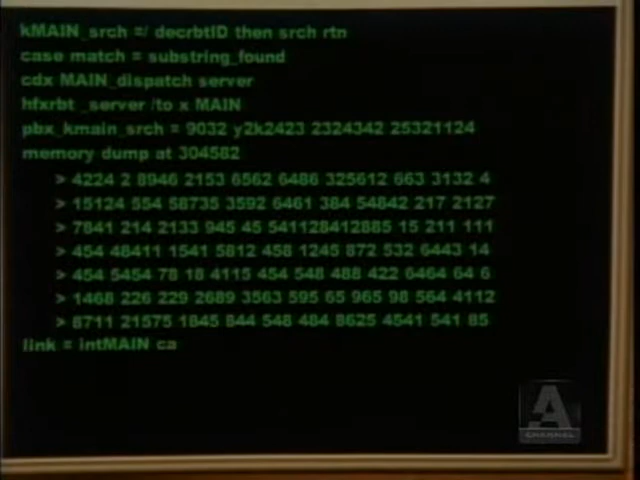 kMAIN_srch =/ decrbtID then srch rtn
case match = substring_found
cdx MAIN_dispatch server
hfxrbt _server /to x MAIN
pbx_kmain_srch = 9032 y2k2423 2324342 25321124
memory dump at 304582
> 4224 2 8946 2153 6562 6486 325612 663 3132 4
> 15124 554 58735 3592 6461 384 54842 217 2127
> 7841 214 2133 945 45 541128412885 15 211 111
> 454 48411 1541 5812 458 1245 872 532 6443 14
> 454 5454 78 18 4115 454 548 488 422 6464 64 6
> 1468 226 229 2689 3563 595 65 965 98 564 4112
> 8711 21575 1845 844 548 484 8625 4541 541 85
link = intMAIN ca
A
CHANNEL